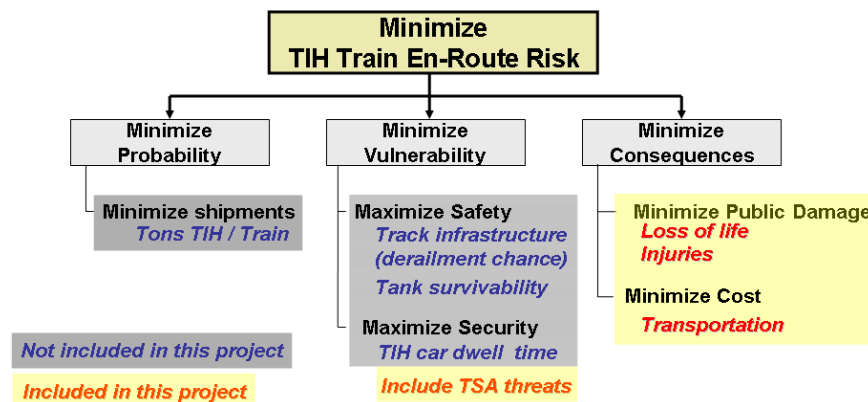 Minimize
TIH Train En-Route Risk
Minimize
Probability
Minimize
Vulnerability
Minimize
Consequences
Minimize shipments
Tons TIH / Train
Maximize Safety
Track infrastructure
(derailment chance)
Tank survivability
Maximize Security
TIH car dwell time
Include TSA threats
Minimize Public Damage
Loss of life
Injuries
Minimize Cost
Transportation
Not included in this project
Included in this project